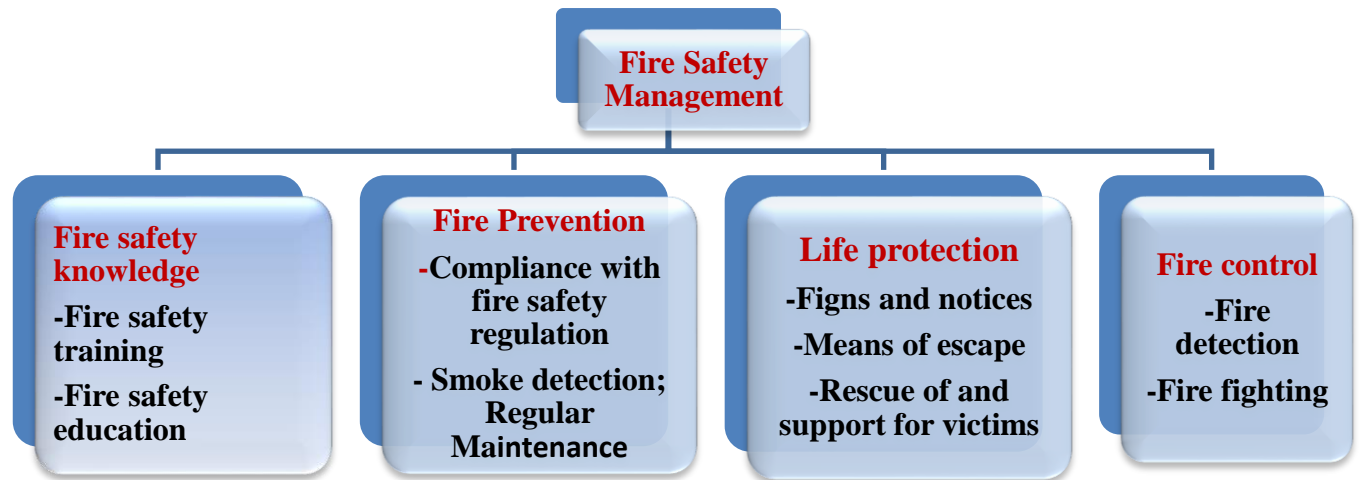 Fire Safety
Management
Fire safety
knowledge
-Fire safety
training
-Fire safety
education
Fire Prevention
-Compliance with
fire safety
regulation
- Smoke detection;
Regular
Maintenance
Life protection
-Figns and notices
-Means of escape
-Rescue of and
support for victims
Fire control
-Fire
detection
-Fire fighting